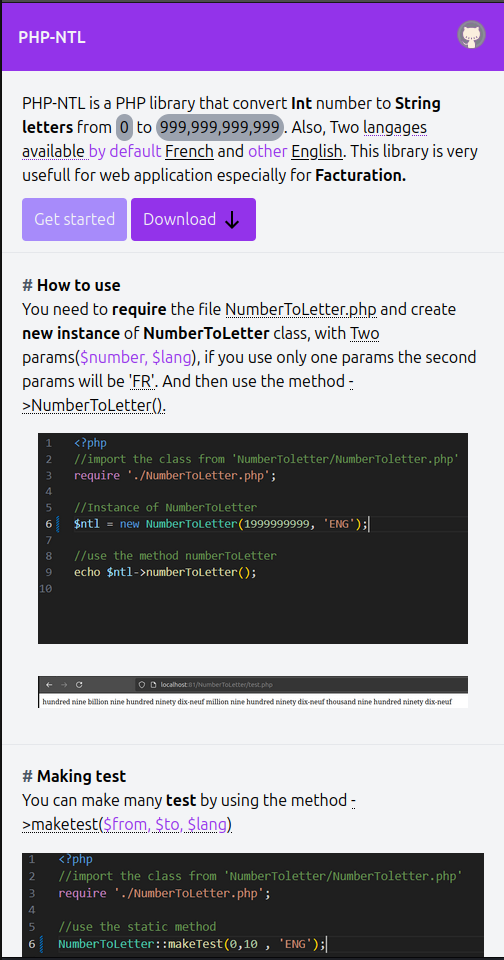 PHP-NTL
PHP-NTL is a PHP library that convert Int number to String
letters from 0 to 999,999,999,999. Also, Two langages
available by default French and other English. This library is very
usefull for web application especially for Facturation.
Get started Download ↓
# How to use
You need to require the file NumberToLetter.php and create
new instance of NumberToLetter class, with Two
params($number, $lang), if you use only one params the second
params will be 'FR'. And then use the method -
>NumberToLetter().
1 <?php
2 //import the class from 'NumberToletter/NumberToletter.php'
3 require './NumberToLetter.php';
4
5 //Instance of NumberToLetter
6 $ntl = new NumberToLetter(1999999999, 'ENG');
7
8 //use the method numberToLetter
9 echo $ntl->numberToLetter();
10
localhost:81/NumberToLetter/test.php
hundred nine billion nine hundred ninety dix-neuf million nine hundred ninety dix-neuf thousand nine hundred ninety dix-neuf
# Making test
You can make many test by using the method -
>maketest($from, $to, $lang)
1 <?php
2 //import the class from 'NumberToletter/NumberToletter.php'
3 require './NumberToLetter.php';
4
5 //use the static method
6 NumberToLetter::makeTest(0,10 , 'ENG');